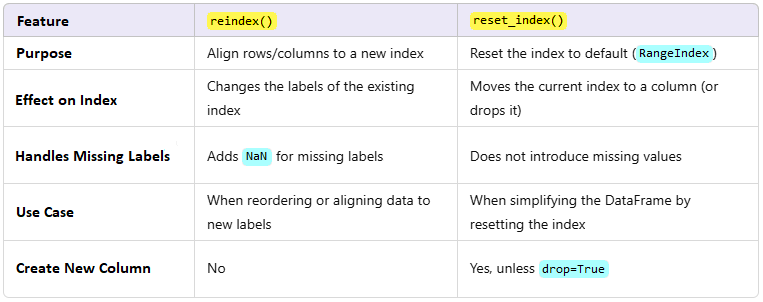 Feature reindex() reset_index()
Purpose Align rows/columns to a new index Reset the index to default (RangeIndex)
Effect on Index Changes the labels of the existing index Moves the current index to a column (or drops it)
Handles Missing Labels Adds NaN for missing labels Does not introduce missing values
Use Case When reordering or aligning data to new labels When simplifying the DataFrame by resetting the index
Create New Column No Yes, unless drop=True